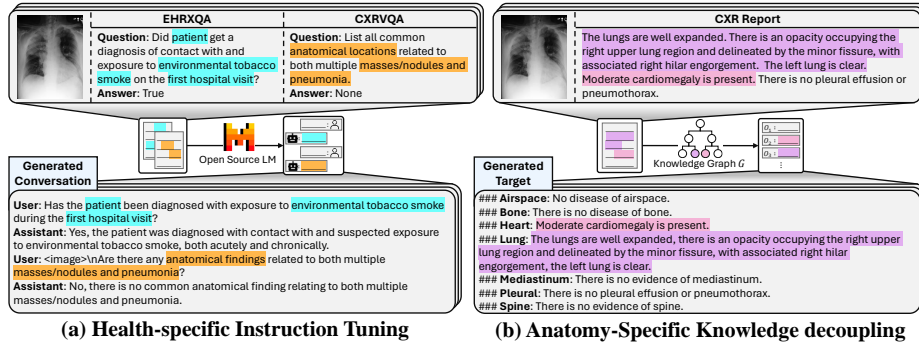 EHRXQA
Question: Did patient get a
diagnosis of contact with and
exposure to environmental tobacco
smoke on the first hospital visit?
Answer: True
CXRVQA
Question: List all common
anatomical locations related to
both multiple masses/nodules and
pneumonia.
Answer: None
Open Source LM
Generated
Conversation
User: Has the patient been diagnosed with exposure to environmental tobacco smoke
during the first hospital visit?
Assistant: Yes, the patient was diagnosed with contact with and suspected exposure
to environmental tobacco smoke, both acutely and chronically.
User: <image>\nAre there any anatomical findings related to both multiple
masses/nodules and pneumonia?
Assistant: No, there is no common anatomical finding relating to both multiple
masses/nodules and pneumonia.
(a) Health-specific Instruction Tuning
CXR Report
The lungs are well expanded. There is an opacity occupying the
right upper lung region and delineated by the minor fissure, with
associated right hilar engorgement. The left lung is clear.
Moderate cardiomegaly is present. There is no pleural effusion or
pneumothorax.
Knowledge Graph G
O₁:
O₂:
O₃:
Generated
Target
### Airspace: No disease of airspace.
### Bone: There is no disease of bone.
### Heart: Moderate cardiomegaly is present.
### Lung: The lungs are well expanded, there is an opacity occupying the right upper
lung region and delineated by the minor fissure, with associated right hilar
engorgement, the left lung is clear.
### Mediastinum: There is no evidence of mediastinum.
### Pleural: There is no pleural effusion or pneumothorax.
### Spine: There is no evidence of spine.
(b) Anatomy-Specific Knowledge decoupling